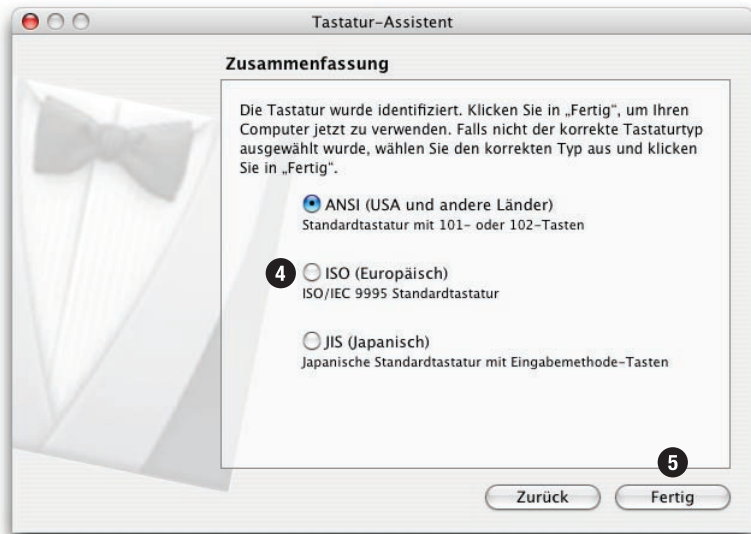 Tastatur-Assistent
Zusammenfassung
Die Tastatur wurde identifiziert. Klicken Sie in „Fertig“, um Ihren
Computer jetzt zu verwenden. Falls nicht der korrekte Tastaturtyp
ausgewählt wurde, wählen Sie den korrekten Typ aus und klicken
Sie in „Fertig“.
ANSI (USA und andere Länder)
Standardtastatur mit 101- oder 102-Tasten
4 ISO (Europäisch)
ISO/IEC 9995 Standardtastatur
JIS (Japanisch)
Japanische Standardtastatur mit Eingabemethode-Tasten
5
Zurück Fertig